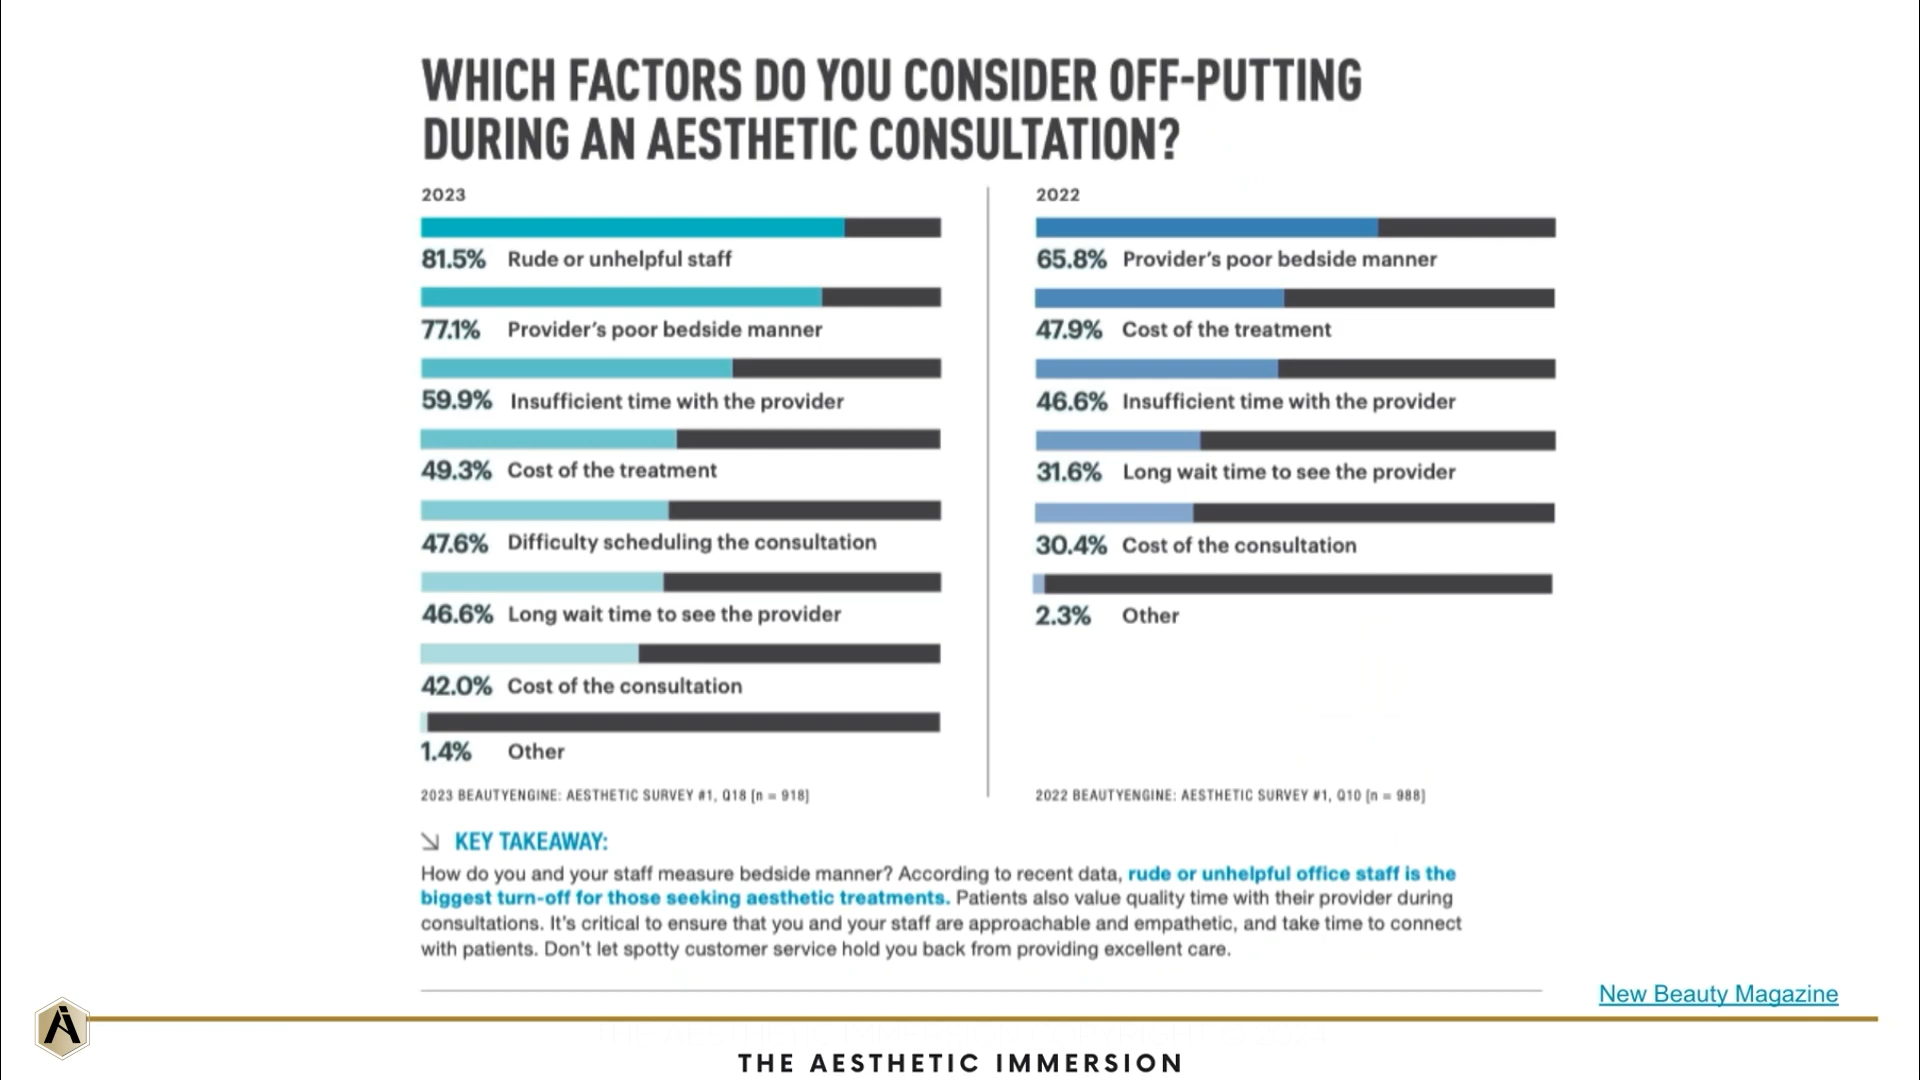 WHICH FACTORS DO YOU CONSIDER OFF-PUTTING
DURING AN AESTHETIC CONSULTATION?
2023
81.5% Rude or unhelpful staff
77.1% Provider's poor bedside manner
59.9% Insufficient time with the provider
49.3% Cost of the treatment
47.6% Difficulty scheduling the consultation
46.6% Long wait time to see the provider
42.0% Cost of the consultation
1.4% Other
2023 BEAUTYENGINE: AESTHETIC SURVEY #1, Q18 [n = 918]
2022
65.8% Provider's poor bedside manner
47.9% Cost of the treatment
46.6% Insufficient time with the provider
31.6% Long wait time to see the provider
30.4% Cost of the consultation
2.3% Other
2022 BEAUTYENGINE: AESTHETIC SURVEY #1, Q10 [n = 988]
KEY TAKEAWAY:
How do you and your staff measure bedside manner? According to recent data, rude or unhelpful office staff is the
biggest turn-off for those seeking aesthetic treatments. Patients also value quality time with their provider during
consultations. It's critical to ensure that you and your staff are approachable and empathetic, and take time to connect
with patients. Don't let spotty customer service hold you back from providing excellent care.
New Beauty Magazine
THE AESTHETIC IMMERSION